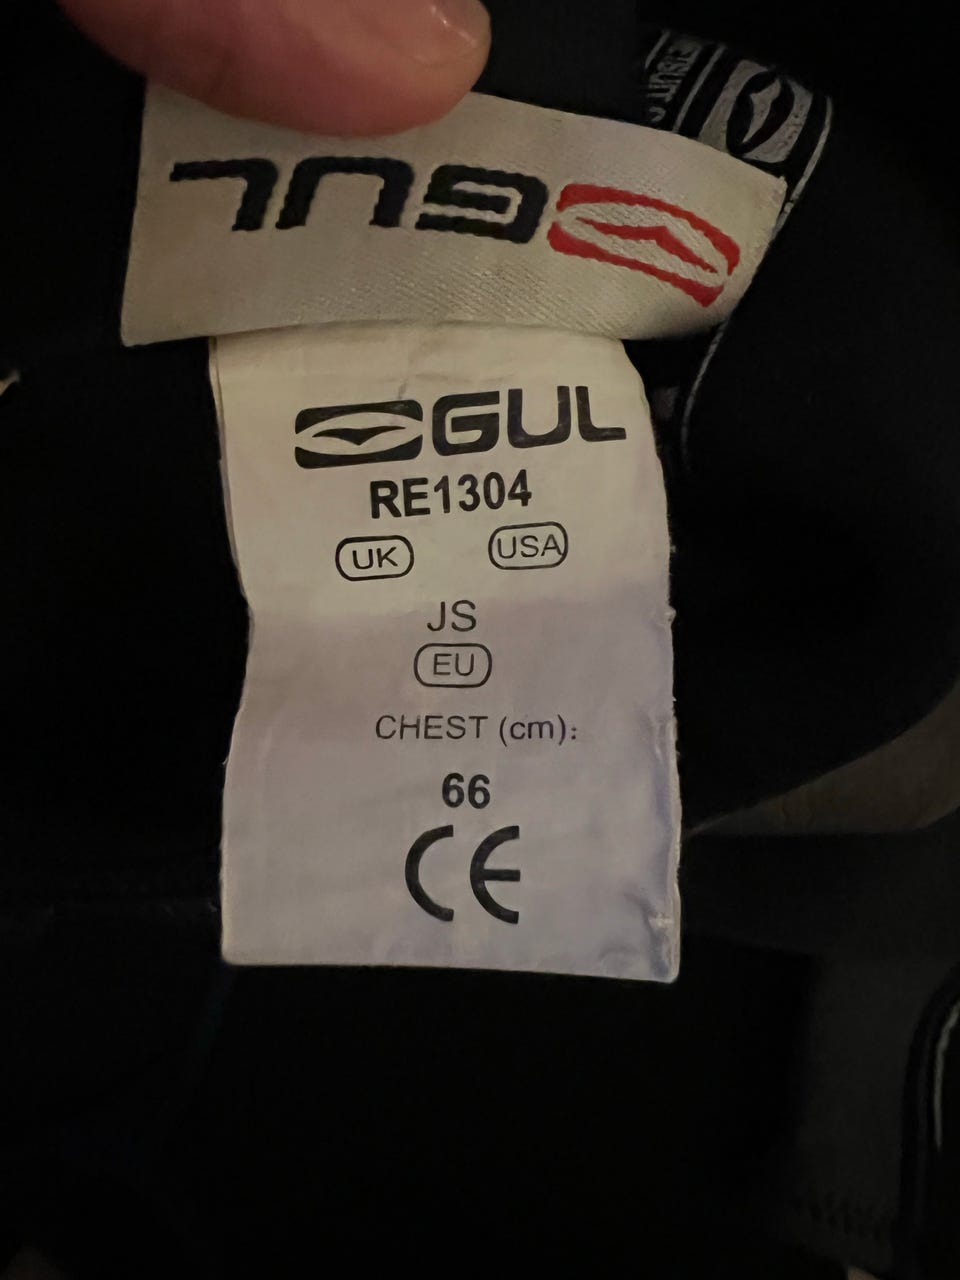 GUL
GUL
RE1304
UK USA
JS
EU
CHEST (cm):
66
CE